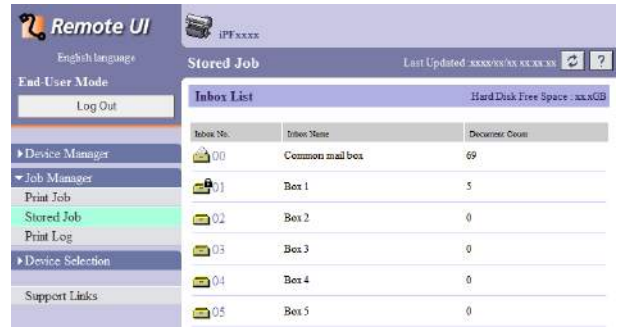 Remote UI
iPFxxxx
English language
Stored Job
Last Updated :xxxx/xx/xx xx:xx:xx
?
End-User Mode
Log Out
Inbox List
Hard Disk Free Space : xx.xGB
Inbox No. Inbox Name Document Count
00 Common mail box 69
01 Box 1 5
02 Box 2 0
03 Box 3 0
04 Box 4 0
05 Box 5 0
Device Manager
Job Manager
Print Job
Stored Job
Print Log
Device Selection
Support Links